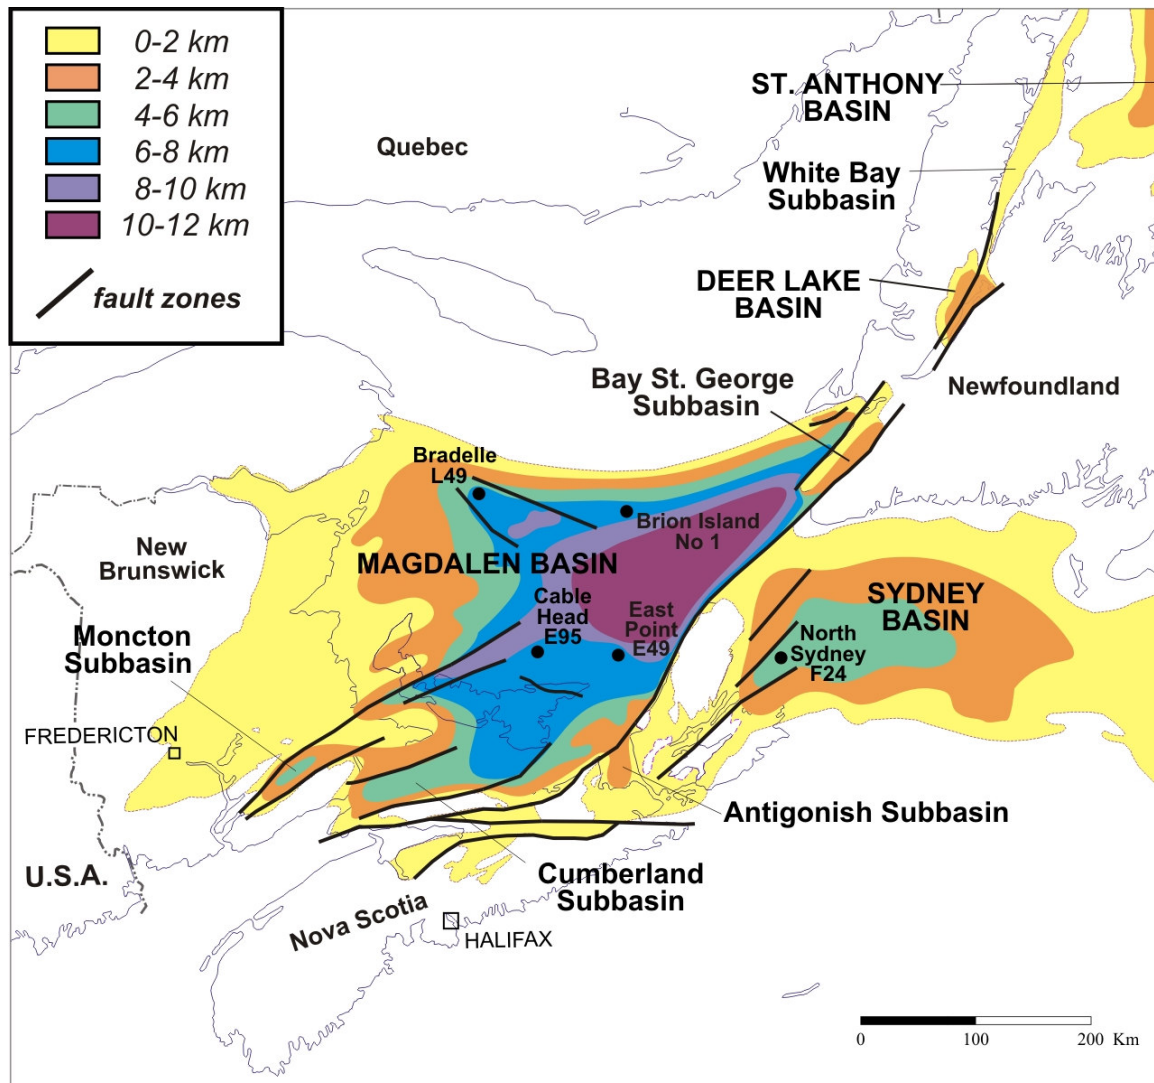 0-2 km
2-4 km
4-6 km
6-8 km
8-10 km
10-12 km
fault zones
Quebec
ST. ANTHONY
BASIN
White Bay
Subbasin
DEER LAKE
BASIN
Bay St. George
Subbasin
Newfoundland
Bradelle
L49
Brion Island
No 1
New
Brunswick
MAGDALEN BASIN
Cable
Head
E95
East
Point
E49
SYDNEY
BASIN
North
Sydney
F24
Moncton
Subbasin
FREDERICTON
Antigonish Subbasin
U.S.A.
Cumberland
Subbasin
Nova Scotia
HALIFAX
0 100 200 Km